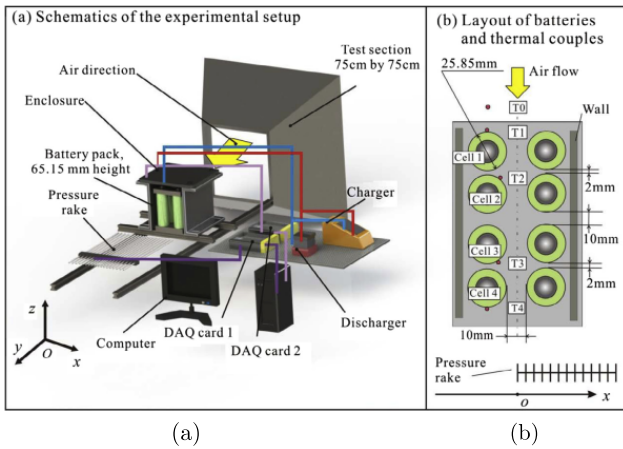 (a) Schematics of the experimental setup
Air direction
Test section
75cm by 75cm
Enclosure
Battery pack,
65.15 mm height
Pressure
rake
Charger
z
O
y
x
Computer
DAQ card 1
DAQ card 2
Discharger
(b) Layout of batteries
and thermal couples
25.85mm
Air flow
T0
Wall
T1
Cell 1
T2
2mm
Cell 2
10mm
Cell 3
T3
2mm
Cell 4
T4
10mm
Pressure
rake
o
x
(a)
(b)